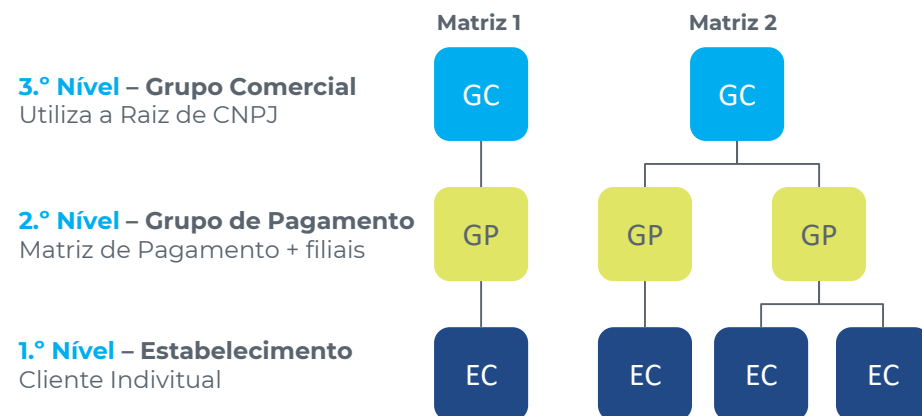 Matriz 1
Matriz 2
3.º Nível – Grupo Comercial
Utiliza a Raiz de CNPJ
GC
GC
2.º Nível – Grupo de Pagamento
Matriz de Pagamento + filiais
GP
GP
GP
1.º Nível – Estabelecimento
Cliente Indivitual
EC
EC
EC
EC